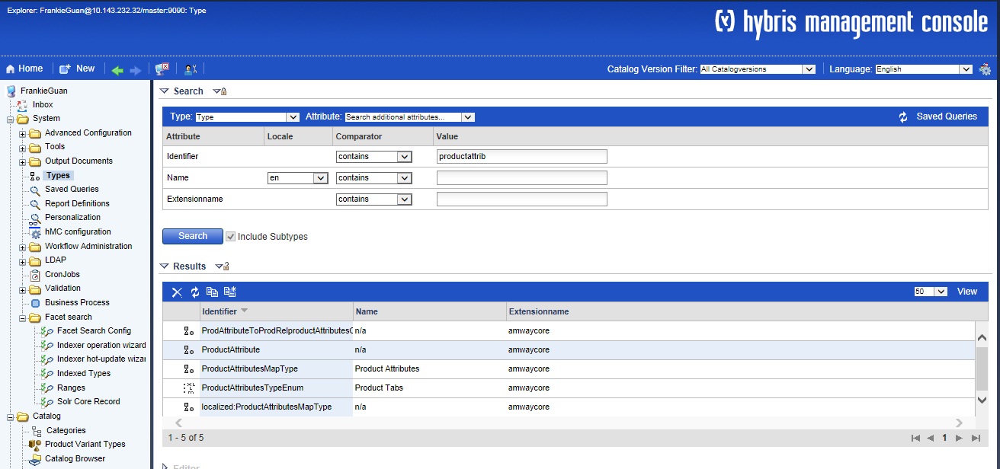 Explorer: FrankieGuan@10.143.232.32/master:9090: Type
(y) hybris management console
Home New Catalog Version Filter: All Catalogversions Language: English
FrankieGuan
Inbox
System
Advanced Configuration
Tools
Output Documents
Types
Saved Queries
Report Definitions
Personalization
hMC configuration
Workflow Administration
LDAP
CronJobs
Validation
Business Process
Facet search
Facet Search Config
Indexer operation wizard
Indexer hot-update wizar
Indexed Types
Ranges
Solr Core Record
Catalog
Categories
Product Variant Types
Catalog Browser
Search
Type: Type Attribute: Search additional attributes... Saved Queries
Attribute Locale Comparator Value
Identifier contains productattrib
Name en contains
Extensionname contains
Search Include Subtypes
Results
50 View
Identifier Name Extensionname
ProdAttributeToProdRelproductAttributesC n/a amwaycore
ProductAttribute n/a amwaycore
ProductAttributesMapType Product Attributes amwaycore
ProductAttributesTypeEnum Product Tabs amwaycore
localized:ProductAttributesMapType n/a amwaycore
1 - 5 of 5 1
Editor